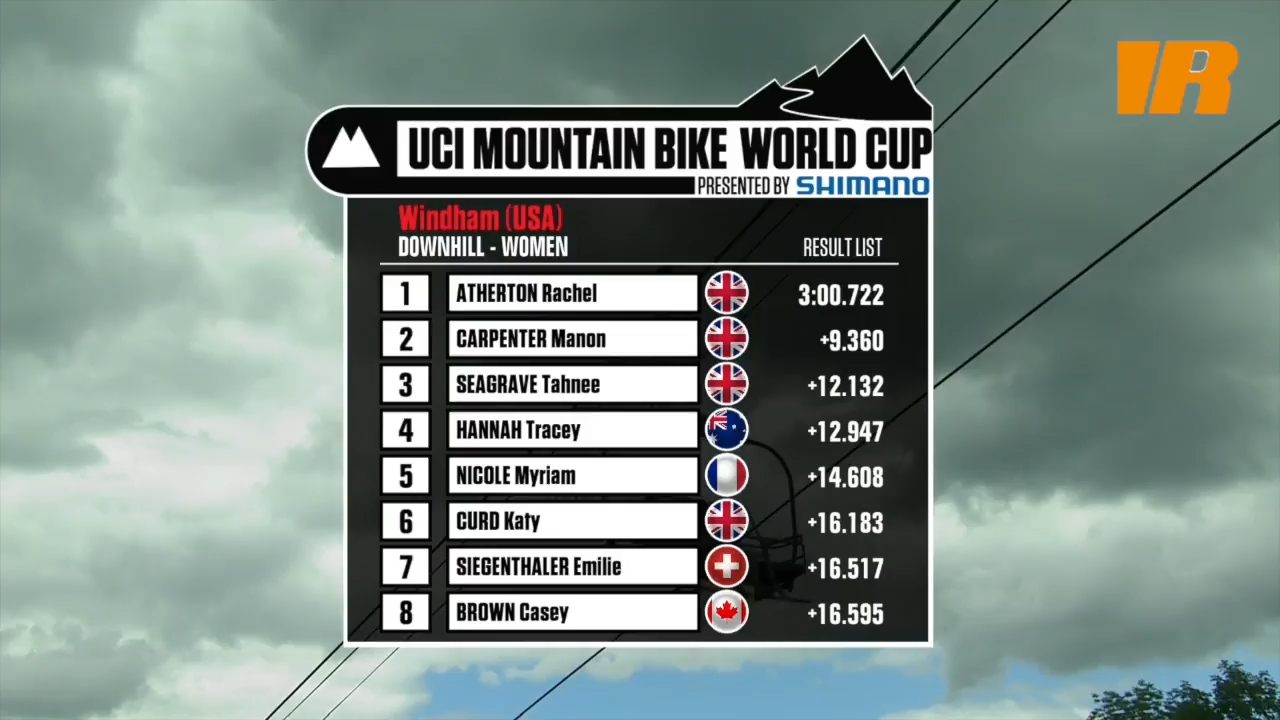 IR
UCI MOUNTAIN BIKE WORLD CUP
PRESENTED BY SHIMANO
Windham (USA)
DOWNHILL - WOMEN RESULT LIST
1 ATHERTON Rachel 3:00.722
2 CARPENTER Manon +9.360
3 SEAGRAVE Tahnee +12.132
4 HANNAH Tracey +12.947
5 NICOLE Myriam +14.608
6 CURD Katy +16.183
7 SIEGENTHALER Emilie +16.517
8 BROWN Casey +16.595